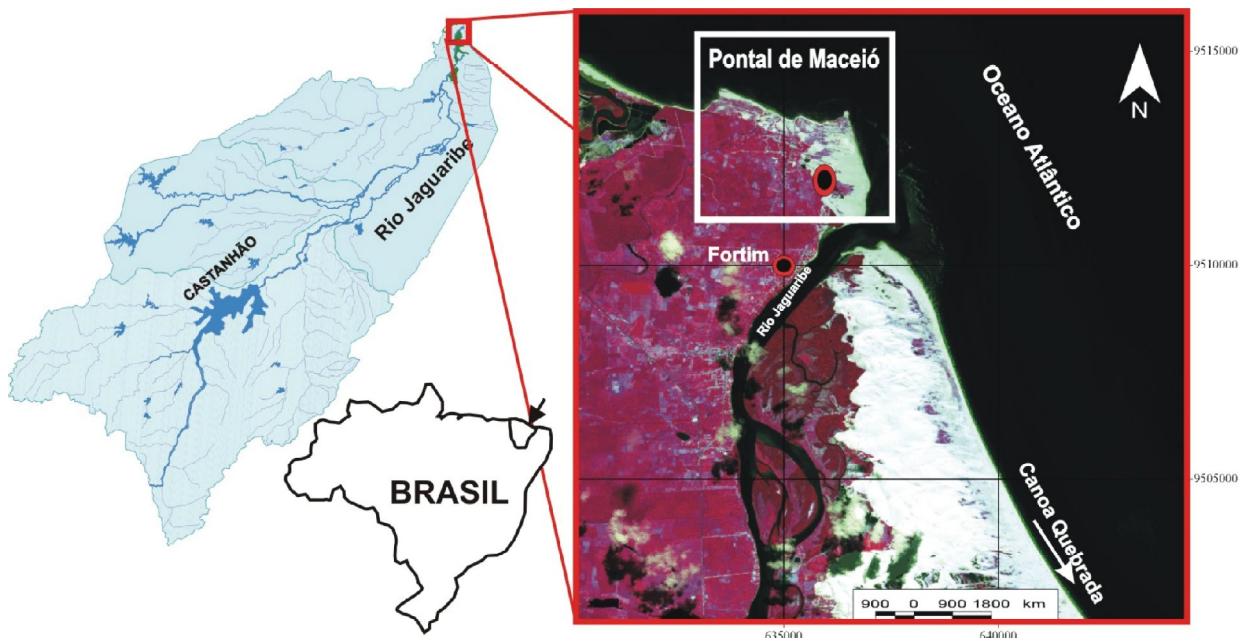 Rio Jaguaribe
CASTANHÃO
BRASIL
Pontal de Maceió
Oceano Atlântico
N
Fortim
Rio Jaguaribe
Canoa Quebrada
900 0 900 1800 km
9515000
9510000
9505000
635000
640000